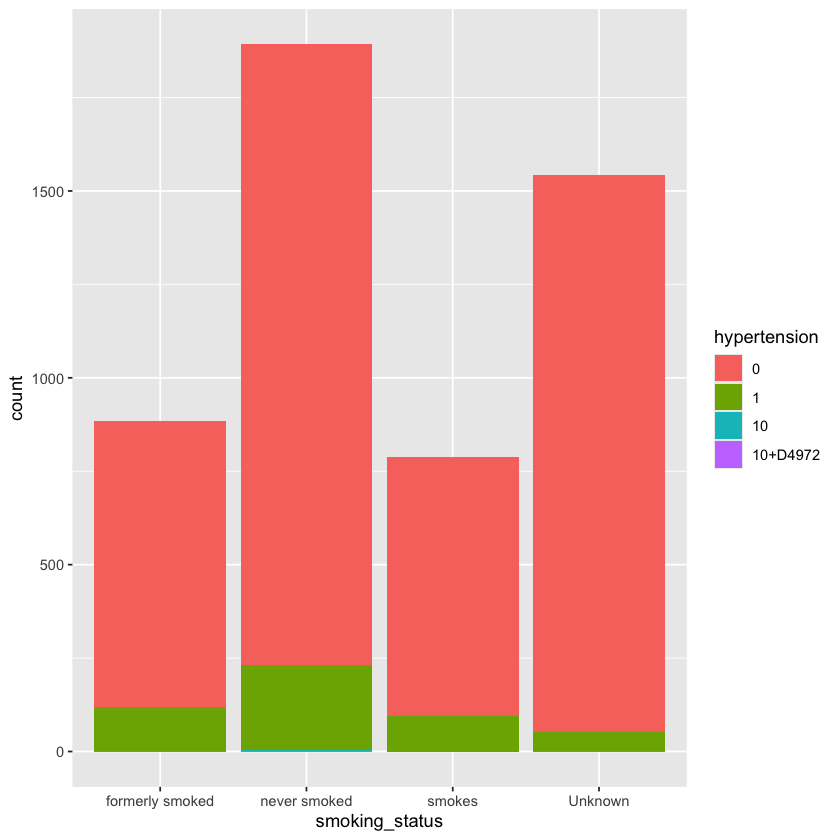 1500
1000
500
0
count
formerly smoked
never smoked
smokes
Unknown
smoking_status
hypertension
0
1
10
10+D4972